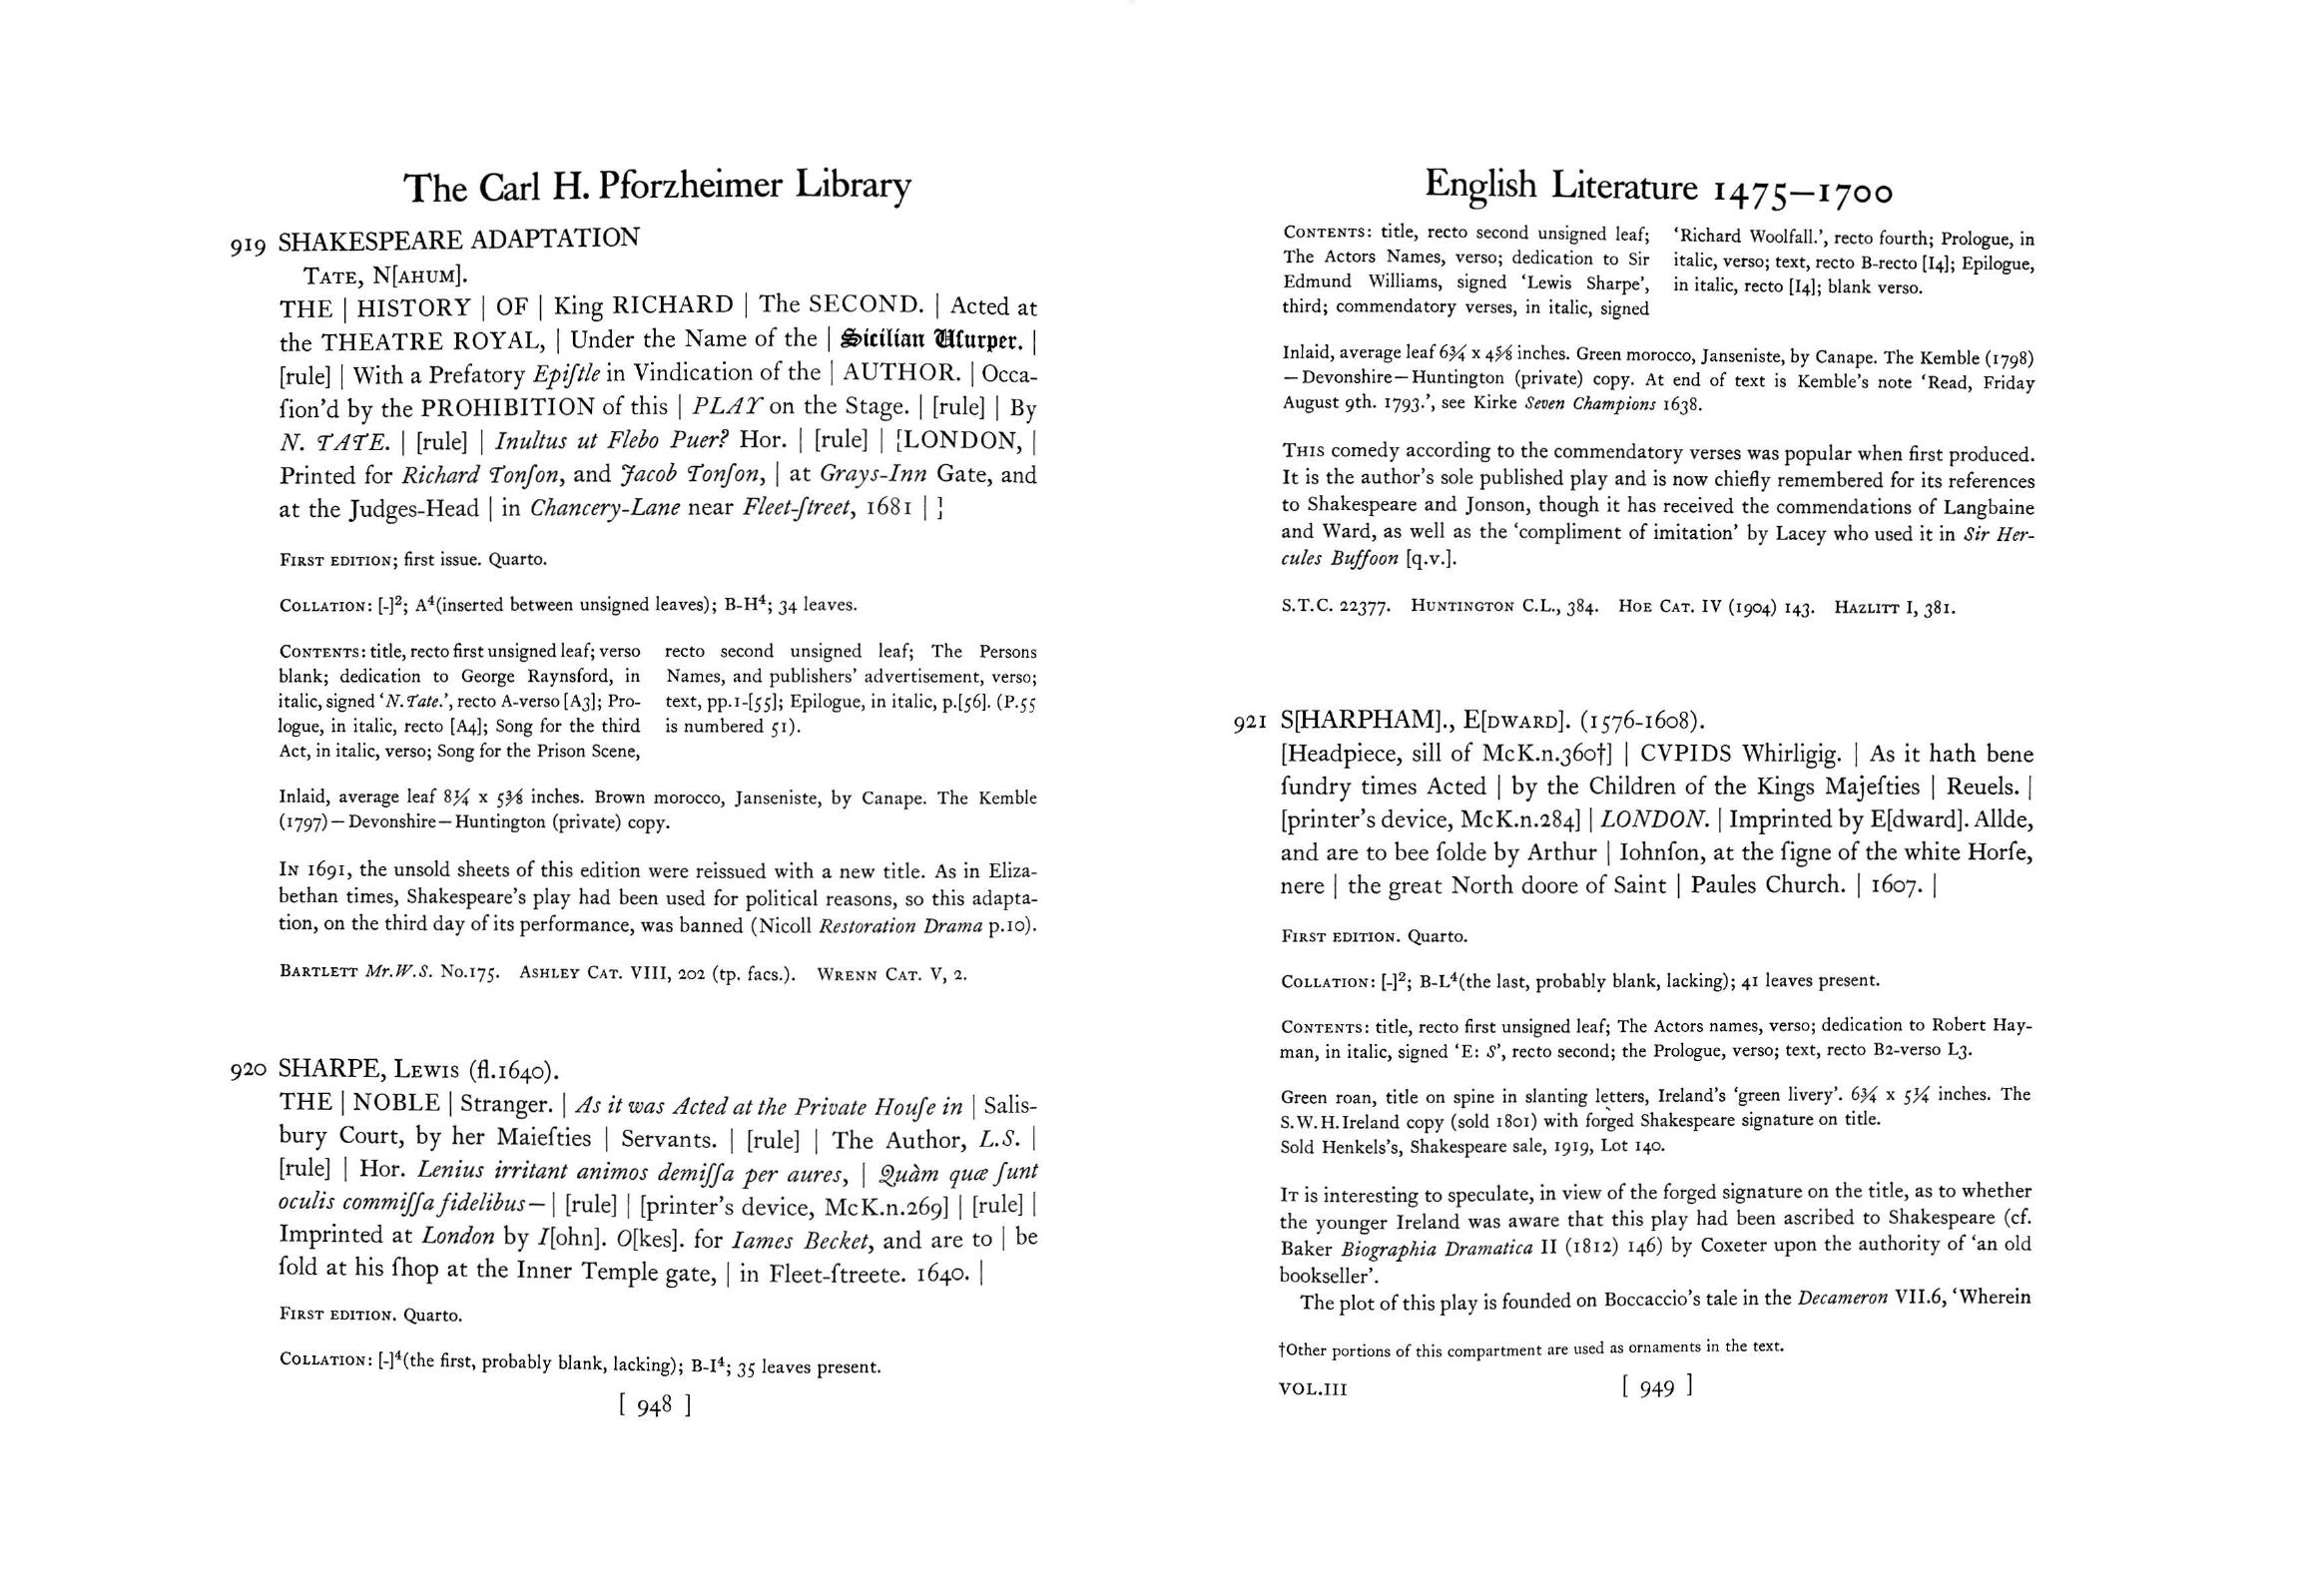 The Carl H. Pforzheimer Library
919 SHAKESPEARE ADAPTATION
TATE, N[AHUM].
THE | HISTORY | OF | King RICHARD | The SECOND. | Acted at
the THEATRE ROYAL, | Under the Name of the | Sicilian Uſurper. |
[rule] | With a Prefatory Epiſtle in Vindication of the | AUTHOR. | Occa-
ſion'd by the PROHIBITION of this | PLAY on the Stage. | [rule] | By
N. TATE. | [rule] | Inultus ut Flebo Puer? Hor. | [rule] | ¦LONDON, |
Printed for Richard Tonſon, and Jacob Tonſon, | at Grays-Inn Gate, and
at the Judges-Head | in Chancery-Lane near Fleet-ſtreet, 1681 | ¦
FIRST EDITION; first issue. Quarto.
COLLATION: [-]²; A⁴(inserted between unsigned leaves); B-H⁴; 34 leaves.
CONTENTS: title, recto first unsigned leaf; verso
blank; dedication to George Raynsford, in
italic, signed ‘N.Tate.’, recto A-verso [A3]; Pro-
logue, in italic, recto [A4]; Song for the third
Act, in italic, verso; Song for the Prison Scene,
recto second unsigned leaf; The Persons
Names, and publishers' advertisement, verso;
text, pp.1-[55]; Epilogue, in italic, p.[56]. (P.55
is numbered 51).
Inlaid, average leaf 8¼ x 5⅜ inches. Brown morocco, Janseniste, by Canape. The Kemble
(1797)—Devonshire—Huntington (private) copy.
IN 1691, the unsold sheets of this edition were reissued with a new title. As in Eliza-
bethan times, Shakespeare's play had been used for political reasons, so this adapta-
tion, on the third day of its performance, was banned (Nicoll Restoration Drama p.10).
BARTLETT Mr.W.S. No.175. ASHLEY CAT. VIII, 202 (tp. facs.). WRENN CAT. V, 2.
920 SHARPE, LEWIS (fl.1640).
THE | NOBLE | Stranger. | As it was Acted at the Private Houſe in | Salis-
bury Court, by her Maieſties | Servants. | [rule] | The Author, L.S. |
[rule] | Hor. Lenius irritant animos demiſſa per aures, | Quàm quæ ſunt
oculis commiſſa fidelibus— | [rule] | [printer's device, McK.n.269] | [rule] |
Imprinted at London by I[ohn]. O[kes]. for Iames Becket, and are to | be
ſold at his ſhop at the Inner Temple gate, | in Fleet-ſtreete. 1640. |
FIRST EDITION. Quarto.
COLLATION: [-]⁴(the first, probably blank, lacking); B-I⁴; 35 leaves present.
[ 948 ]
English Literature 1475—1700
CONTENTS: title, recto second unsigned leaf;
The Actors Names, verso; dedication to Sir
Edmund Williams, signed ‘Lewis Sharpe’,
third; commendatory verses, in italic, signed
‘Richard Woolfall.’, recto fourth; Prologue, in
italic, verso; text, recto B-recto [I4]; Epilogue,
in italic, recto [I4]; blank verso.
Inlaid, average leaf 6¾ x 4⅝ inches. Green morocco, Janseniste, by Canape. The Kemble (1798)
—Devonshire—Huntington (private) copy. At end of text is Kemble's note ‘Read, Friday
August 9th. 1793.’, see Kirke Seven Champions 1638.
THIS comedy according to the commendatory verses was popular when first produced.
It is the author's sole published play and is now chiefly remembered for its references
to Shakespeare and Jonson, though it has received the commendations of Langbaine
and Ward, as well as the ‘compliment of imitation’ by Lacey who used it in Sir Her-
cules Buffoon [q.v.].
S.T.C. 22377. HUNTINGTON C.L., 384. HOE CAT. IV (1904) 143. HAZLITT I, 381.
921 S[HARPHAM]., E[DWARD]. (1576-1608).
[Headpiece, sill of McK.n.360†] | CVPIDS Whirligig. | As it hath bene
ſundry times Acted | by the Children of the Kings Majeſties | Reuels. |
[printer's device, McK.n.284] | LONDON. | Imprinted by E[dward]. Allde,
and are to bee ſolde by Arthur | Iohnſon, at the ſigne of the white Horſe,
nere | the great North doore of Saint | Paules Church. | 1607. |
FIRST EDITION. Quarto.
COLLATION: [-]²; B-L⁴(the last, probably blank, lacking); 41 leaves present.
CONTENTS: title, recto first unsigned leaf; The Actors names, verso; dedication to Robert Hay-
man, in italic, signed ‘E: S’, recto second; the Prologue, verso; text, recto B2-verso L3.
Green roan, title on spine in slanting letters, Ireland's ‘green livery’. 6¾ x 5¼ inches. The
S.W.H.Ireland copy (sold 1801) with forged Shakespeare signature on title.
Sold Henkels's, Shakespeare sale, 1919, Lot 140.
IT is interesting to speculate, in view of the forged signature on the title, as to whether
the younger Ireland was aware that this play had been ascribed to Shakespeare (cf.
Baker Biographia Dramatica II (1812) 146) by Coxeter upon the authority of ‘an old
bookseller’.
The plot of this play is founded on Boccaccio's tale in the Decameron VII.6, ‘Wherein
†Other portions of this compartment are used as ornaments in the text.
VOL.III [ 949 ]